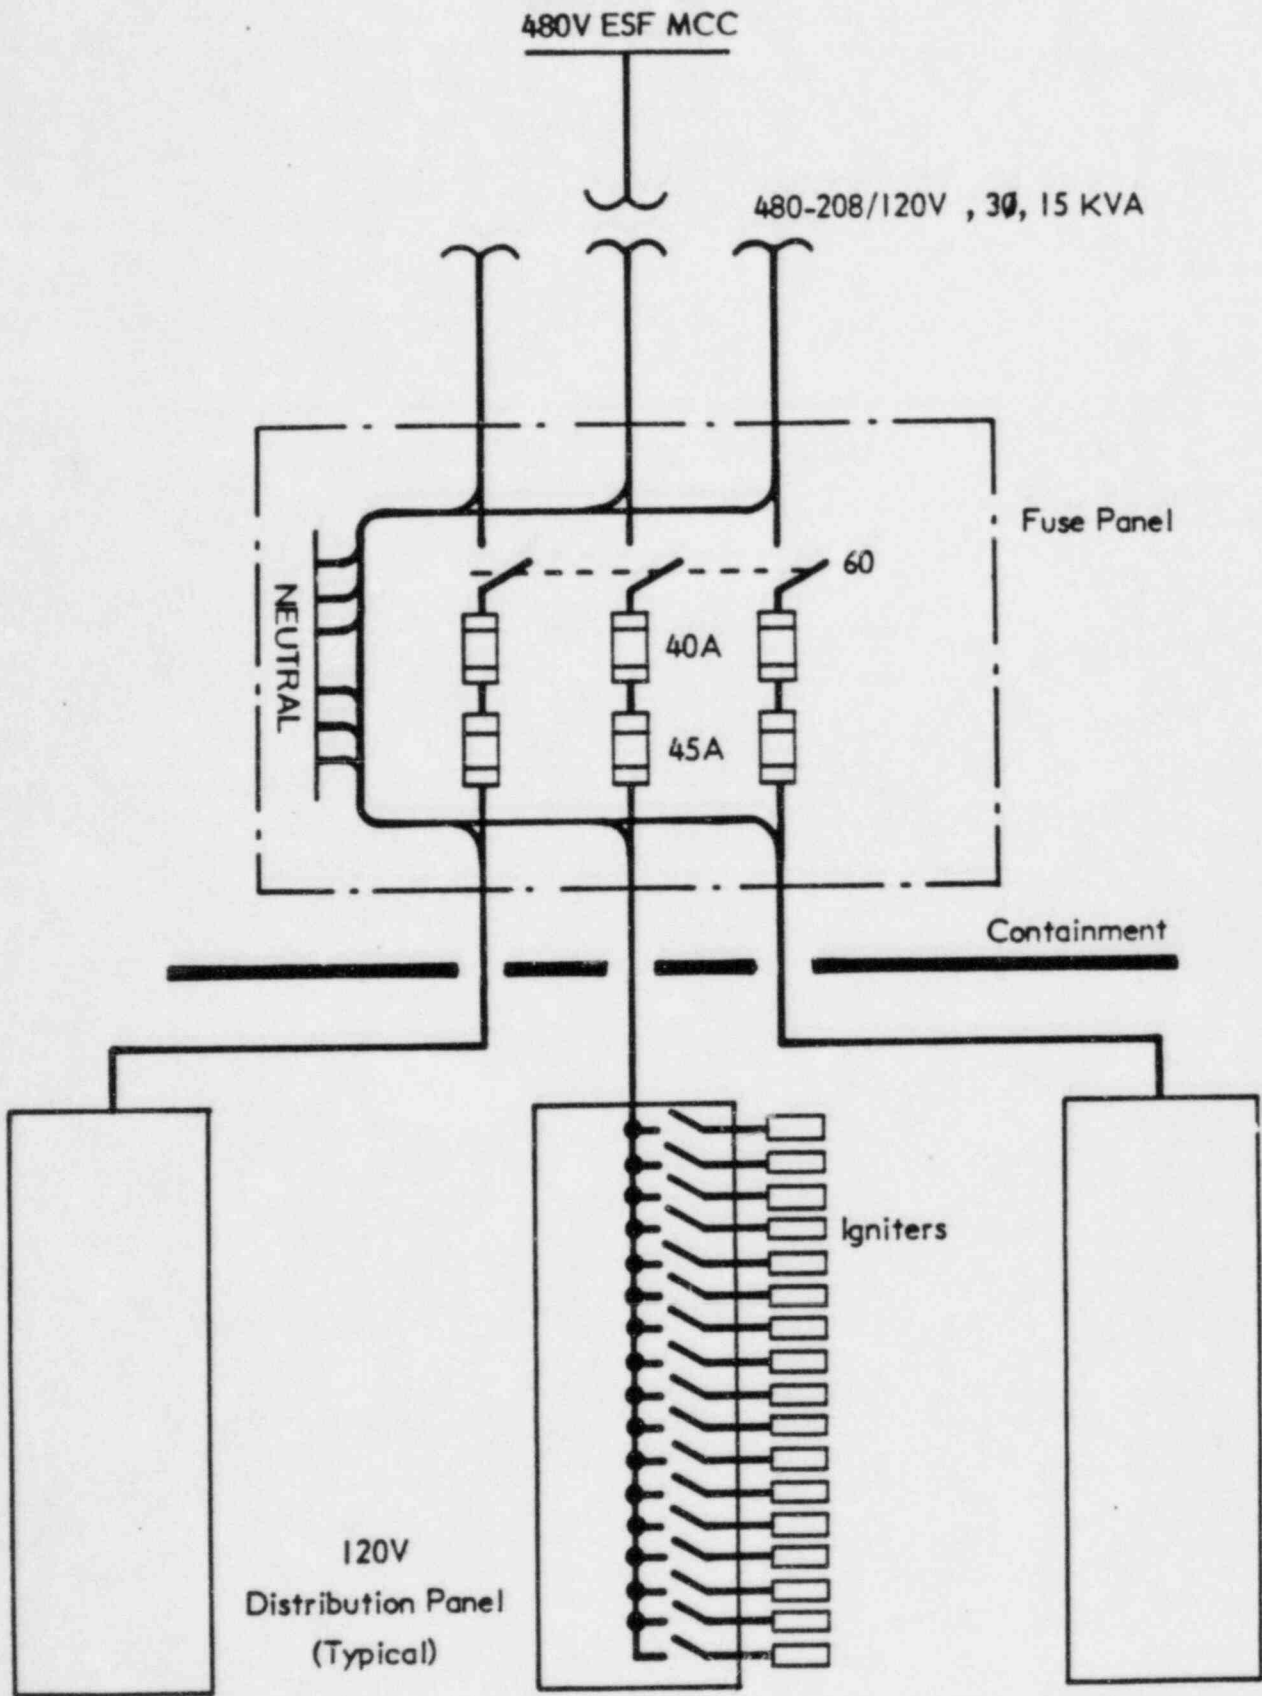 480V ESF MCC
480-208/120V , 3Ø, 15 KVA
Fuse Panel
60
NEUTRAL
40A
45A
Containment
Igniters
120V
Distribution Panel
(Typical)